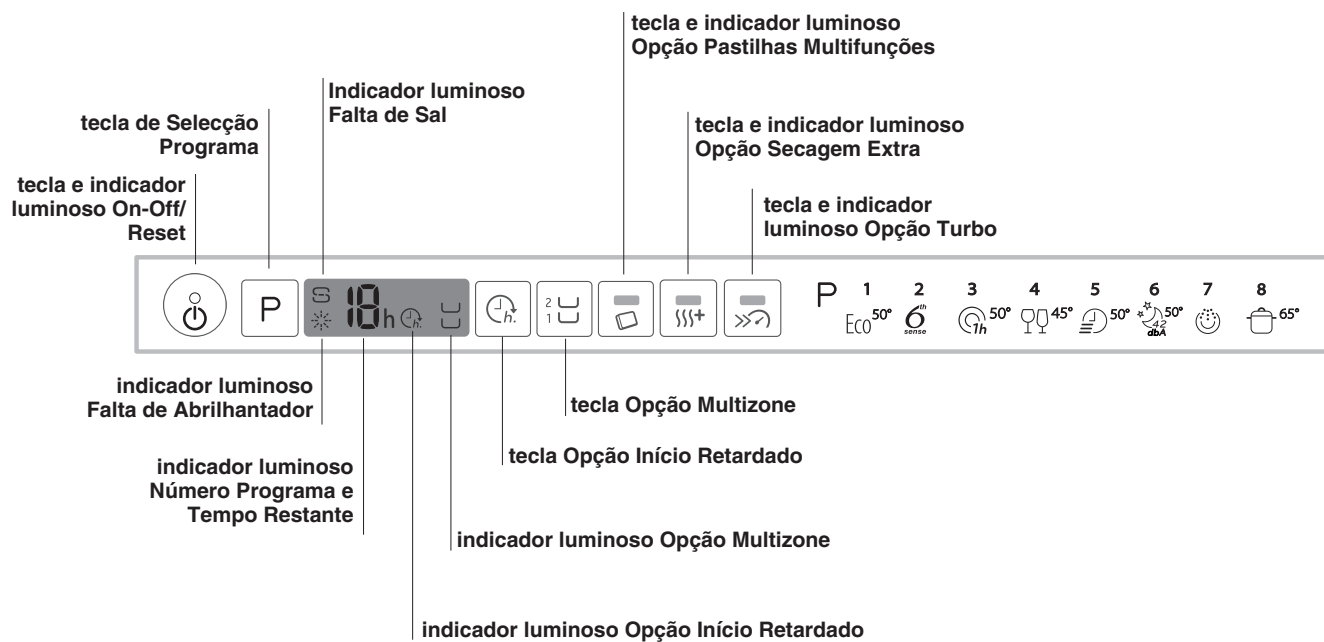 tecla e indicador luminoso
Opção Pastilhas Multifunções
Indicador luminoso
Falta de Sal
tecla de Selecção
Programa
tecla e indicador luminoso
Opção Secagem Extra
tecla e indicador
luminoso On-Off/
Reset
tecla e indicador
luminoso Opção Turbo
P
S
18h
h.
h.
2
1
P
1
2
3
4
5
6
7
8
Eco 50°
6th
sense
1h 50°
45°
50°
50°
42
dbA
65°
indicador luminoso
Falta de Abrilhantador
tecla Opção Multizone
indicador luminoso
Número Programa e
Tempo Restante
tecla Opção Início Retardado
indicador luminoso Opção Multizone
indicador luminoso Opção Início Retardado